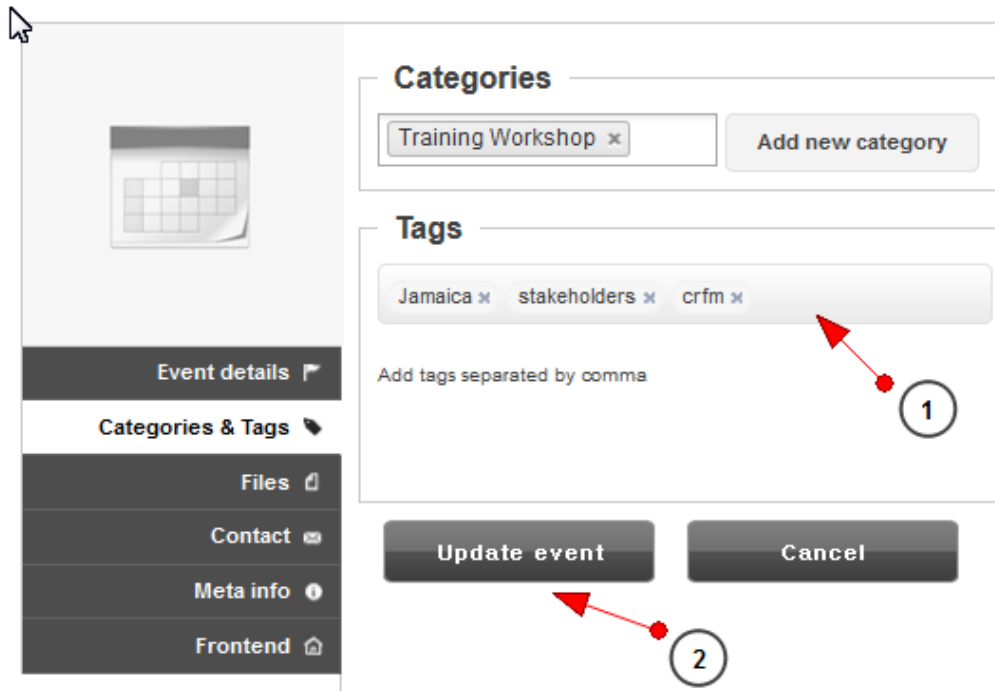 Categories
Training Workshop ×
Add new category
Tags
Jamaica × stakeholders × crfm ×
Add tags separated by comma
1
Event details
Categories & Tags
Files
Contact
Meta info
Frontend
Update event
Cancel
2